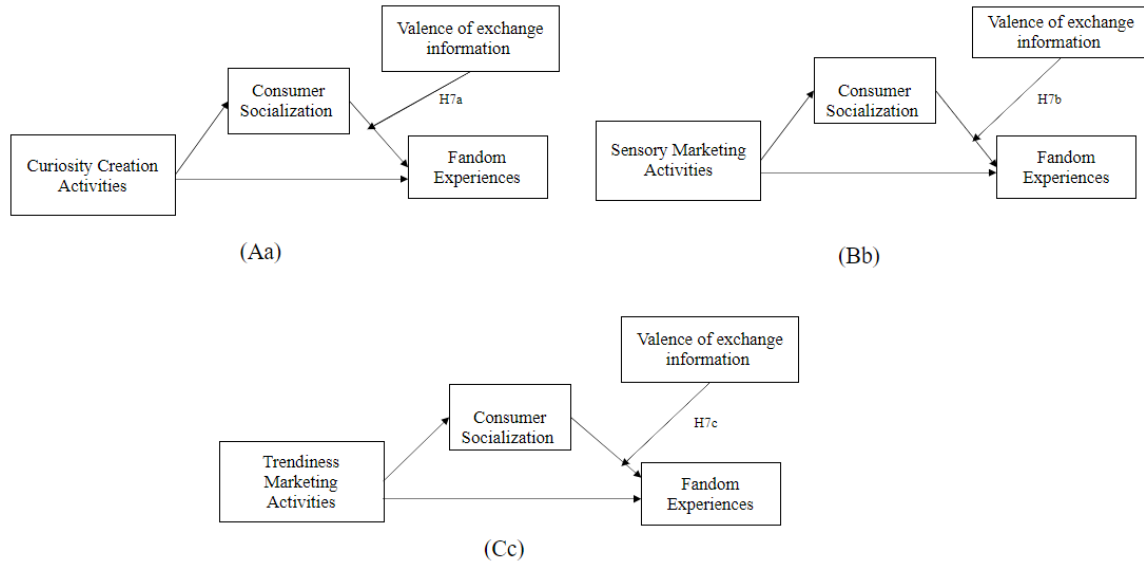 Valence of exchange
information
Consumer
Socialization
H7a
Curiosity Creation
Activities
Fandom
Experiences
(Aa)
Valence of exchange
information
Consumer
Socialization
H7b
Sensory Marketing
Activities
Fandom
Experiences
(Bb)
Valence of exchange
information
Consumer
Socialization
H7c
Trendiness
Marketing
Activities
Fandom
Experiences
(Cc)